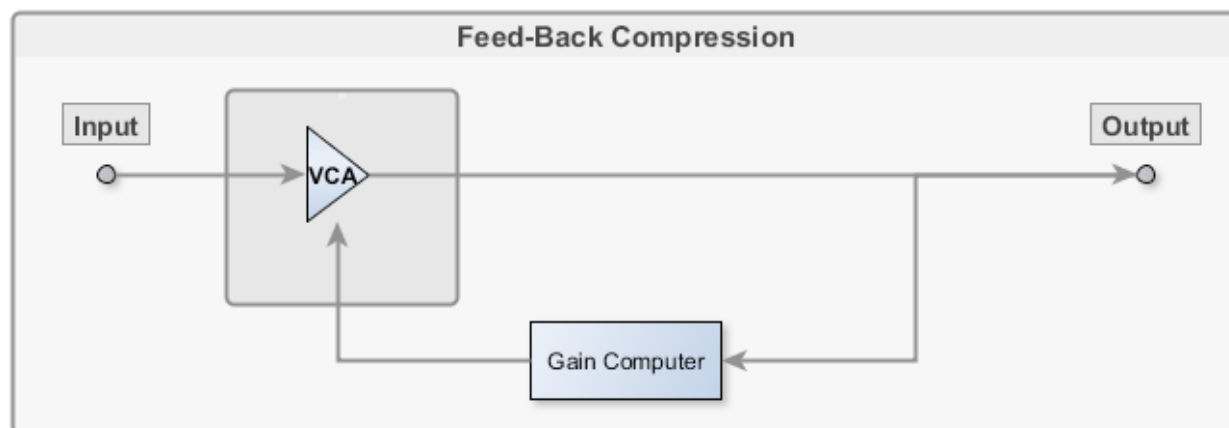 Feed-Back Compression
Input
Output
VCA
Gain Computer